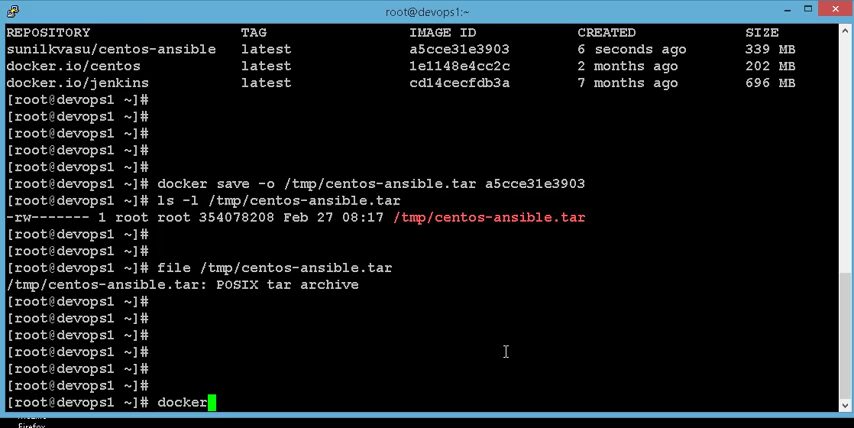 root@devops1:~
REPOSITORY TAG IMAGE ID CREATED SIZE
sunilkvasu/centos-ansible latest a5cce31e3903 6 seconds ago 339 MB
docker.io/centos latest 1e1148e4cc2c 2 months ago 202 MB
docker.io/jenkins latest cd14cecfdb3a 7 months ago 696 MB
[root@devops1 ~]#
[root@devops1 ~]#
[root@devops1 ~]#
[root@devops1 ~]#
[root@devops1 ~]#
[root@devops1 ~]# docker save -o /tmp/centos-ansible.tar a5cce31e3903
[root@devops1 ~]# ls -l /tmp/centos-ansible.tar
-rw------- 1 root root 354078208 Feb 27 08:17 /tmp/centos-ansible.tar
[root@devops1 ~]#
[root@devops1 ~]#
[root@devops1 ~]# file /tmp/centos-ansible.tar
/tmp/centos-ansible.tar: POSIX tar archive
[root@devops1 ~]#
[root@devops1 ~]#
[root@devops1 ~]#
[root@devops1 ~]#
[root@devops1 ~]#
[root@devops1 ~]#
[root@devops1 ~]# docker
Firefox